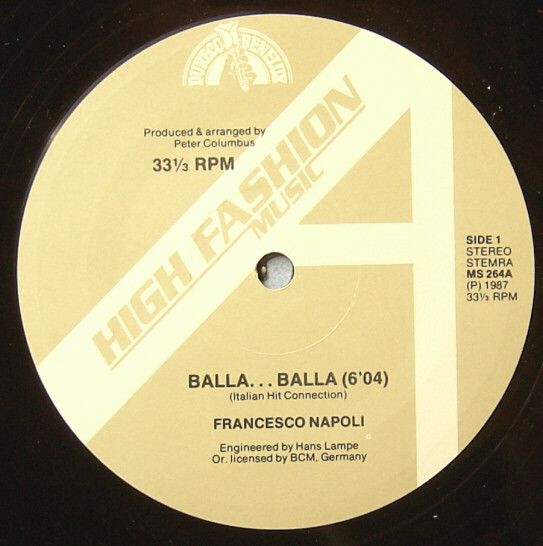 DURECO BENELUX
Produced & arranged by
Peter Columbus
33⅓ RPM
HIGH FASHION
MUSIC
SIDE 1
STEREO
STEMRA
MS 264A
(P) 1987
33⅓ RPM
BALLA... BALLA (6'04)
(Italian Hit Connection)
FRANCESCO NAPOLI
Engineered by Hans Lampe
Or. licensed by BCM, Germany